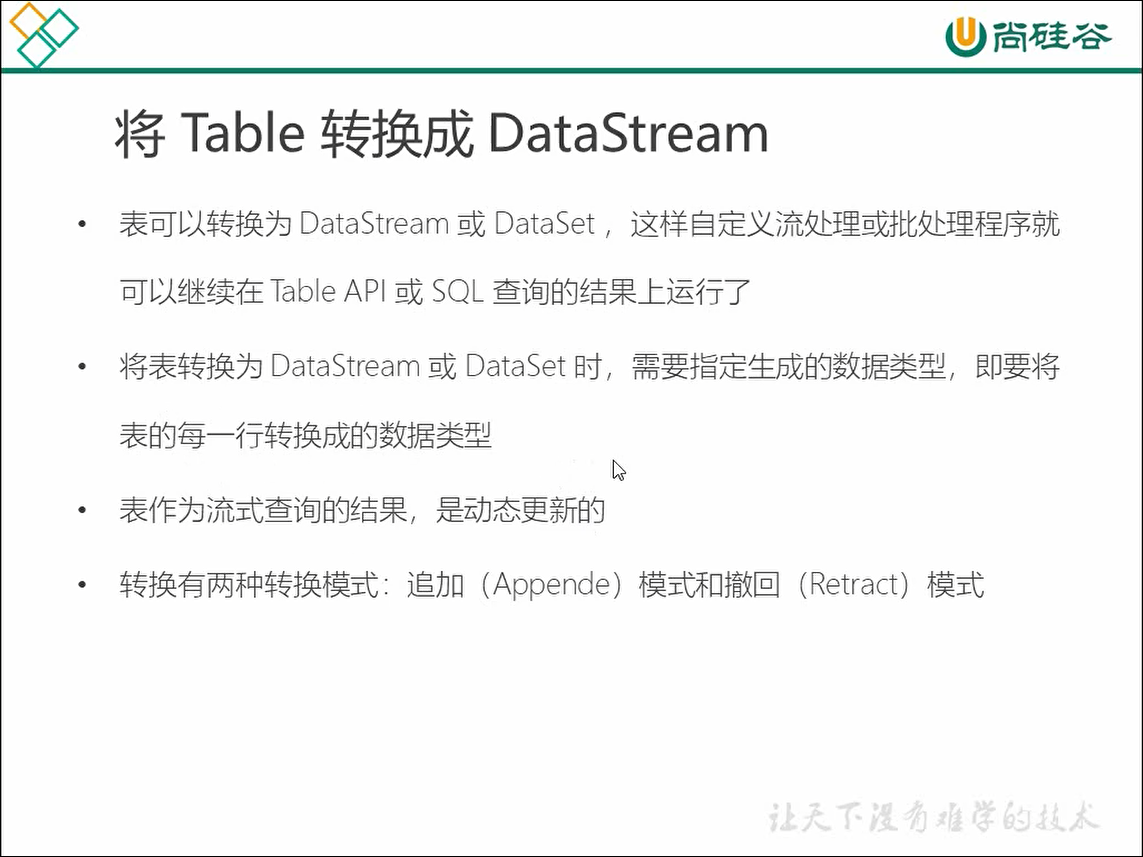 尚硅谷
将 Table 转换成 DataStream
• 表可以转换为 DataStream 或 DataSet ，这样自定义流处理或批处理程序就
可以继续在 Table API 或 SQL 查询的结果上运行了
• 将表转换为 DataStream 或 DataSet 时，需要指定生成的数据类型，即要将
表的每一行转换成的数据类型
• 表作为流式查询的结果，是动态更新的
• 转换有两种转换模式：追加（Appende）模式和撤回（Retract）模式
让天下没有难学的技术